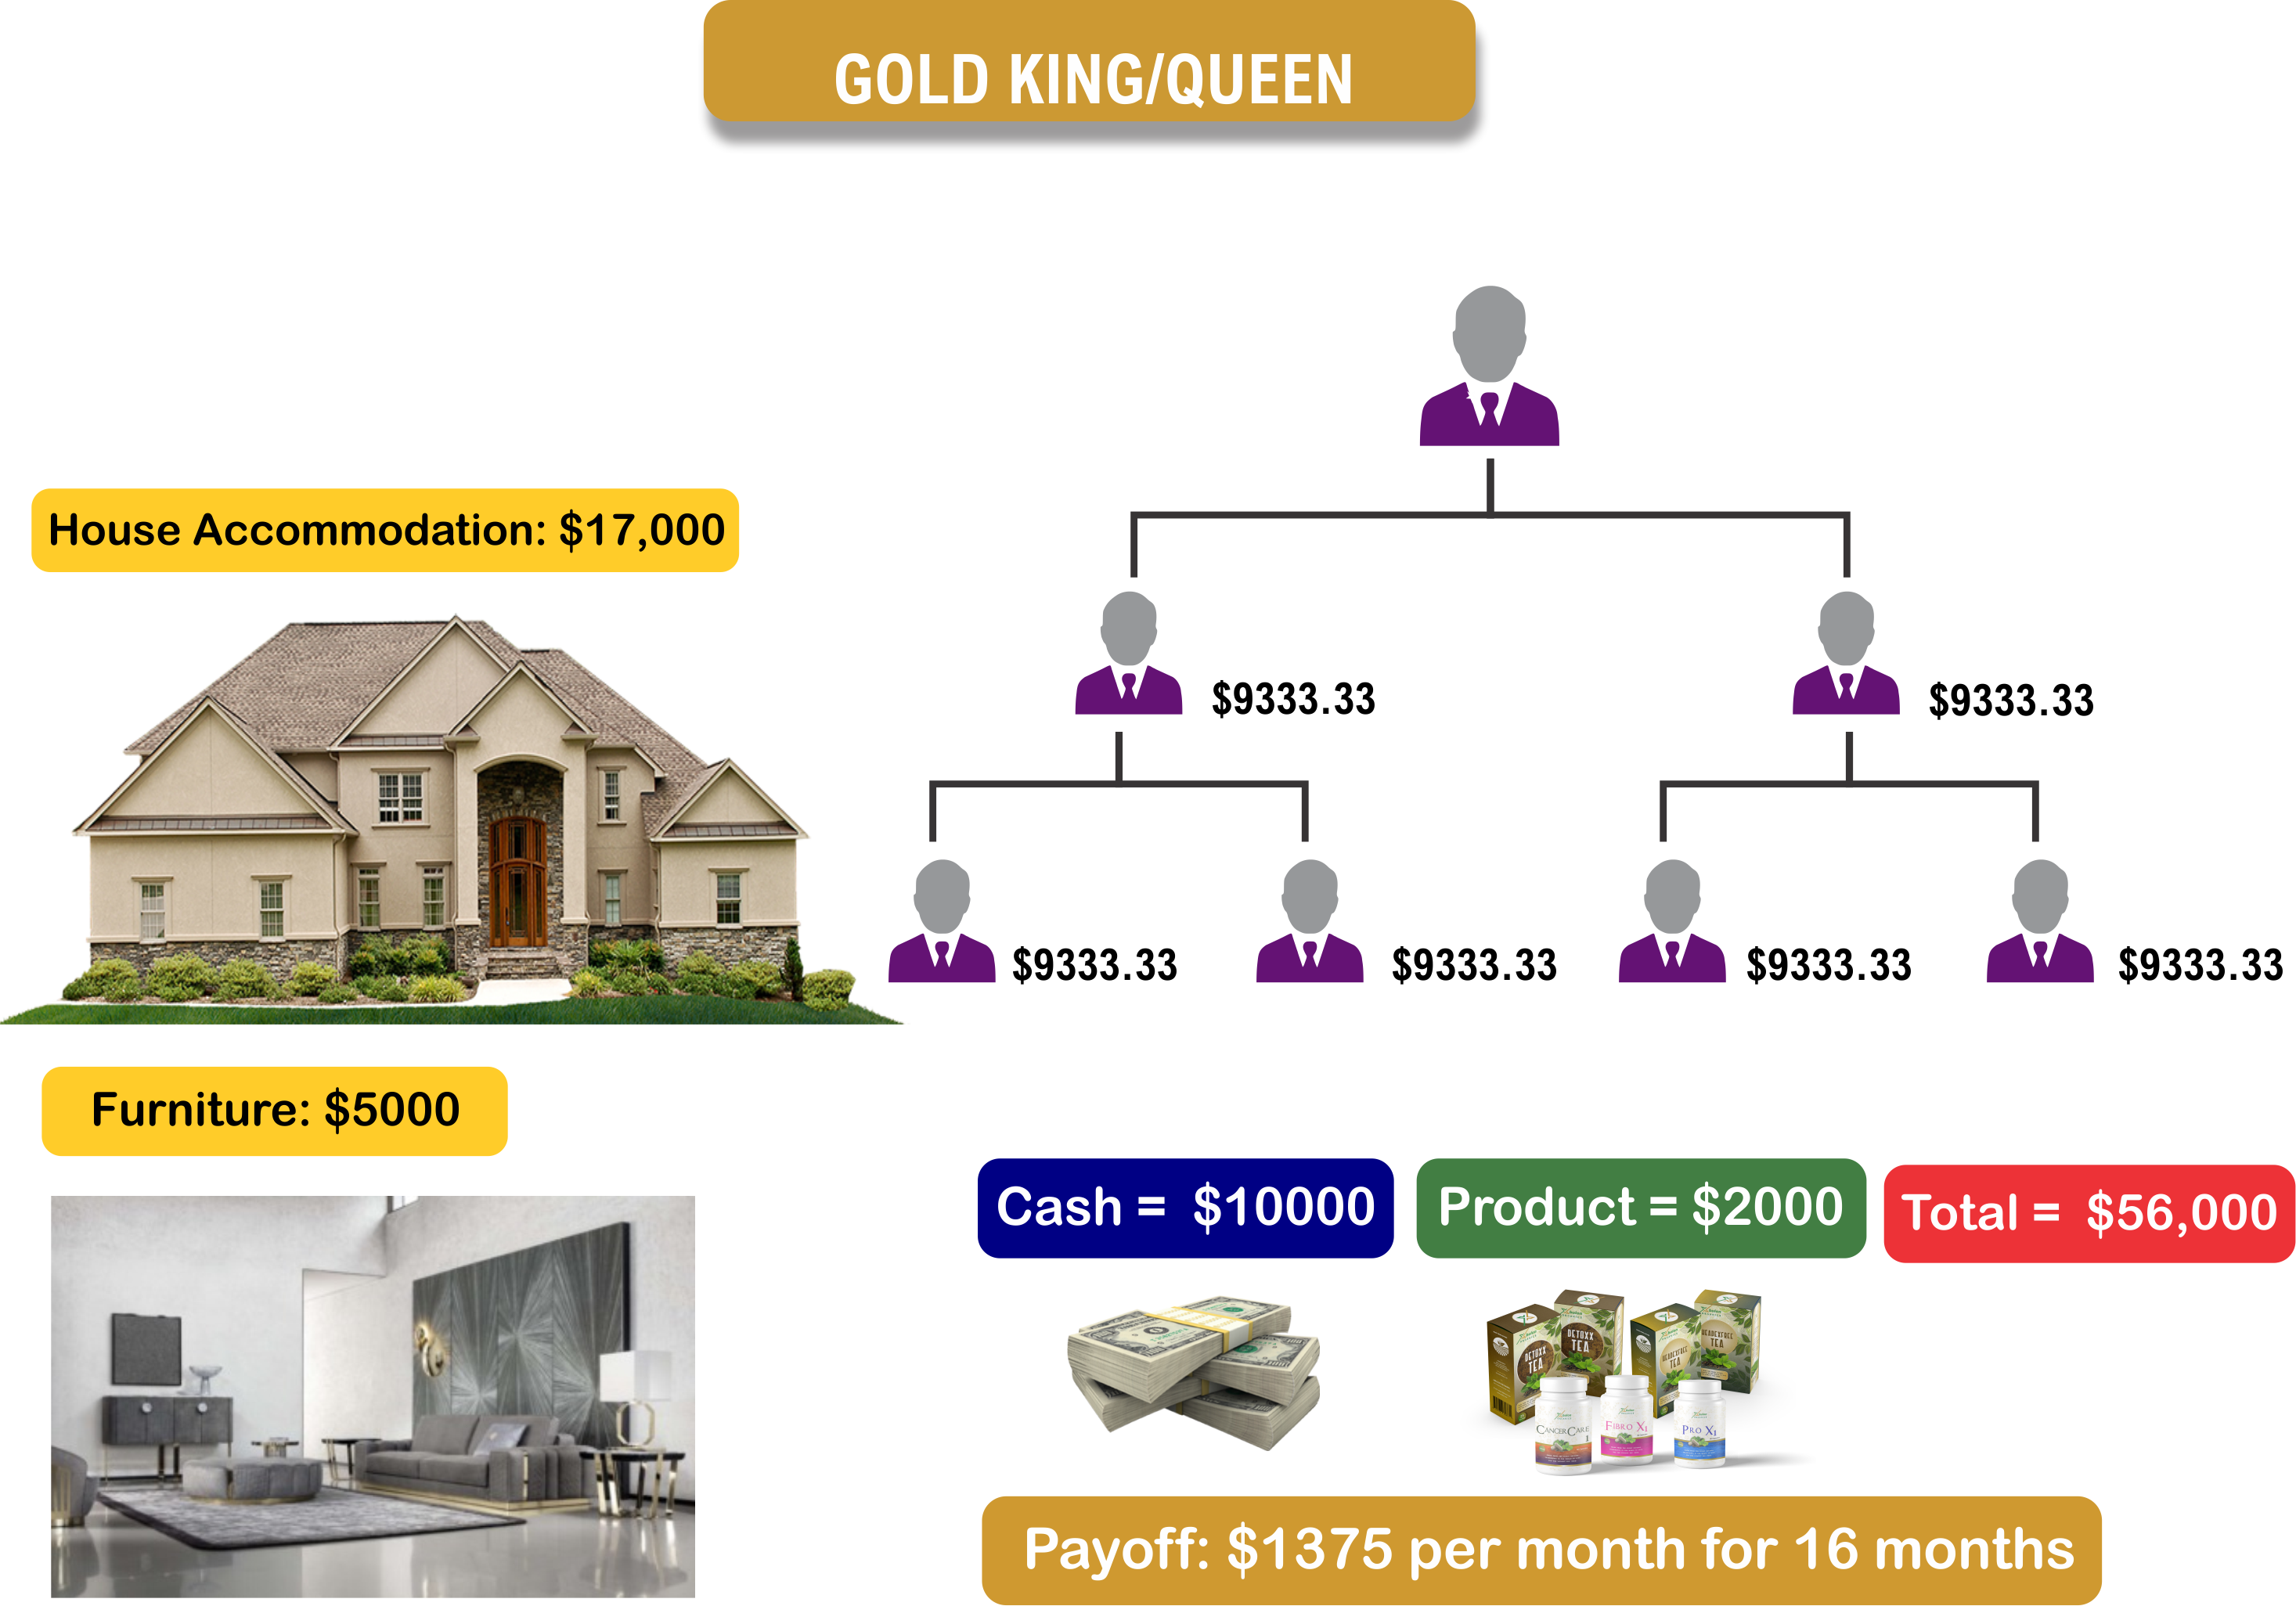 GOLD KING/QUEEN
House Accommodation: $17,000
$9333.33
$9333.33
$9333.33
$9333.33
$9333.33
$9333.33
Furniture: $5000
Cash = $10000
Product = $2000
Total = $56,000
DETOXX
TEA
DETOXX
TEA
TEA
TEA
CANCER CARE
FIBRO X1
PRO X1
Payoff: $1375 per month for 16 months